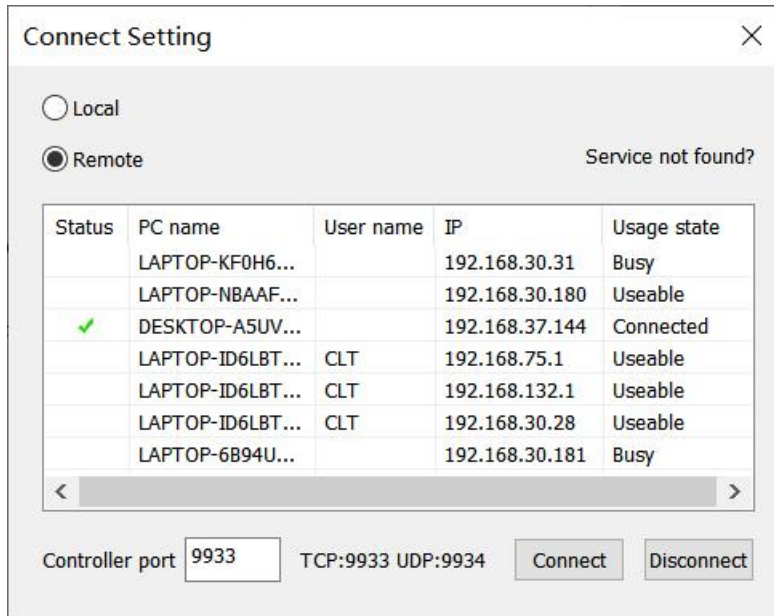 Connect Setting
Local
Remote
Service not found?
Status PC name User name IP Usage state
LAPTOP-KF0H6... 192.168.30.31 Busy
LAPTOP-NBAAF... 192.168.30.180 Useable
DESKTOP-A5UV... 192.168.37.144 Connected
LAPTOP-ID6LBT... CLT 192.168.75.1 Useable
LAPTOP-ID6LBT... CLT 192.168.132.1 Useable
LAPTOP-ID6LBT... CLT 192.168.30.28 Useable
LAPTOP-6B94U... 192.168.30.181 Busy
Controller port 9933 TCP:9933 UDP:9934 Connect Disconnect